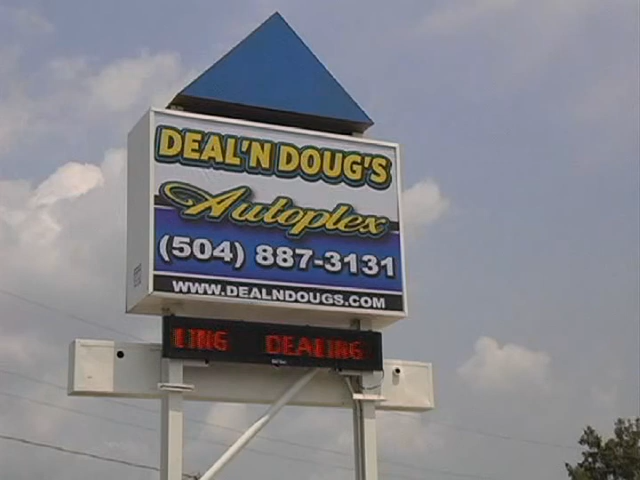 DEAL'N DOUG'S
Autoplex
(504) 887-3131
WWW.DEALNDOUGS.COM
LING DEALING